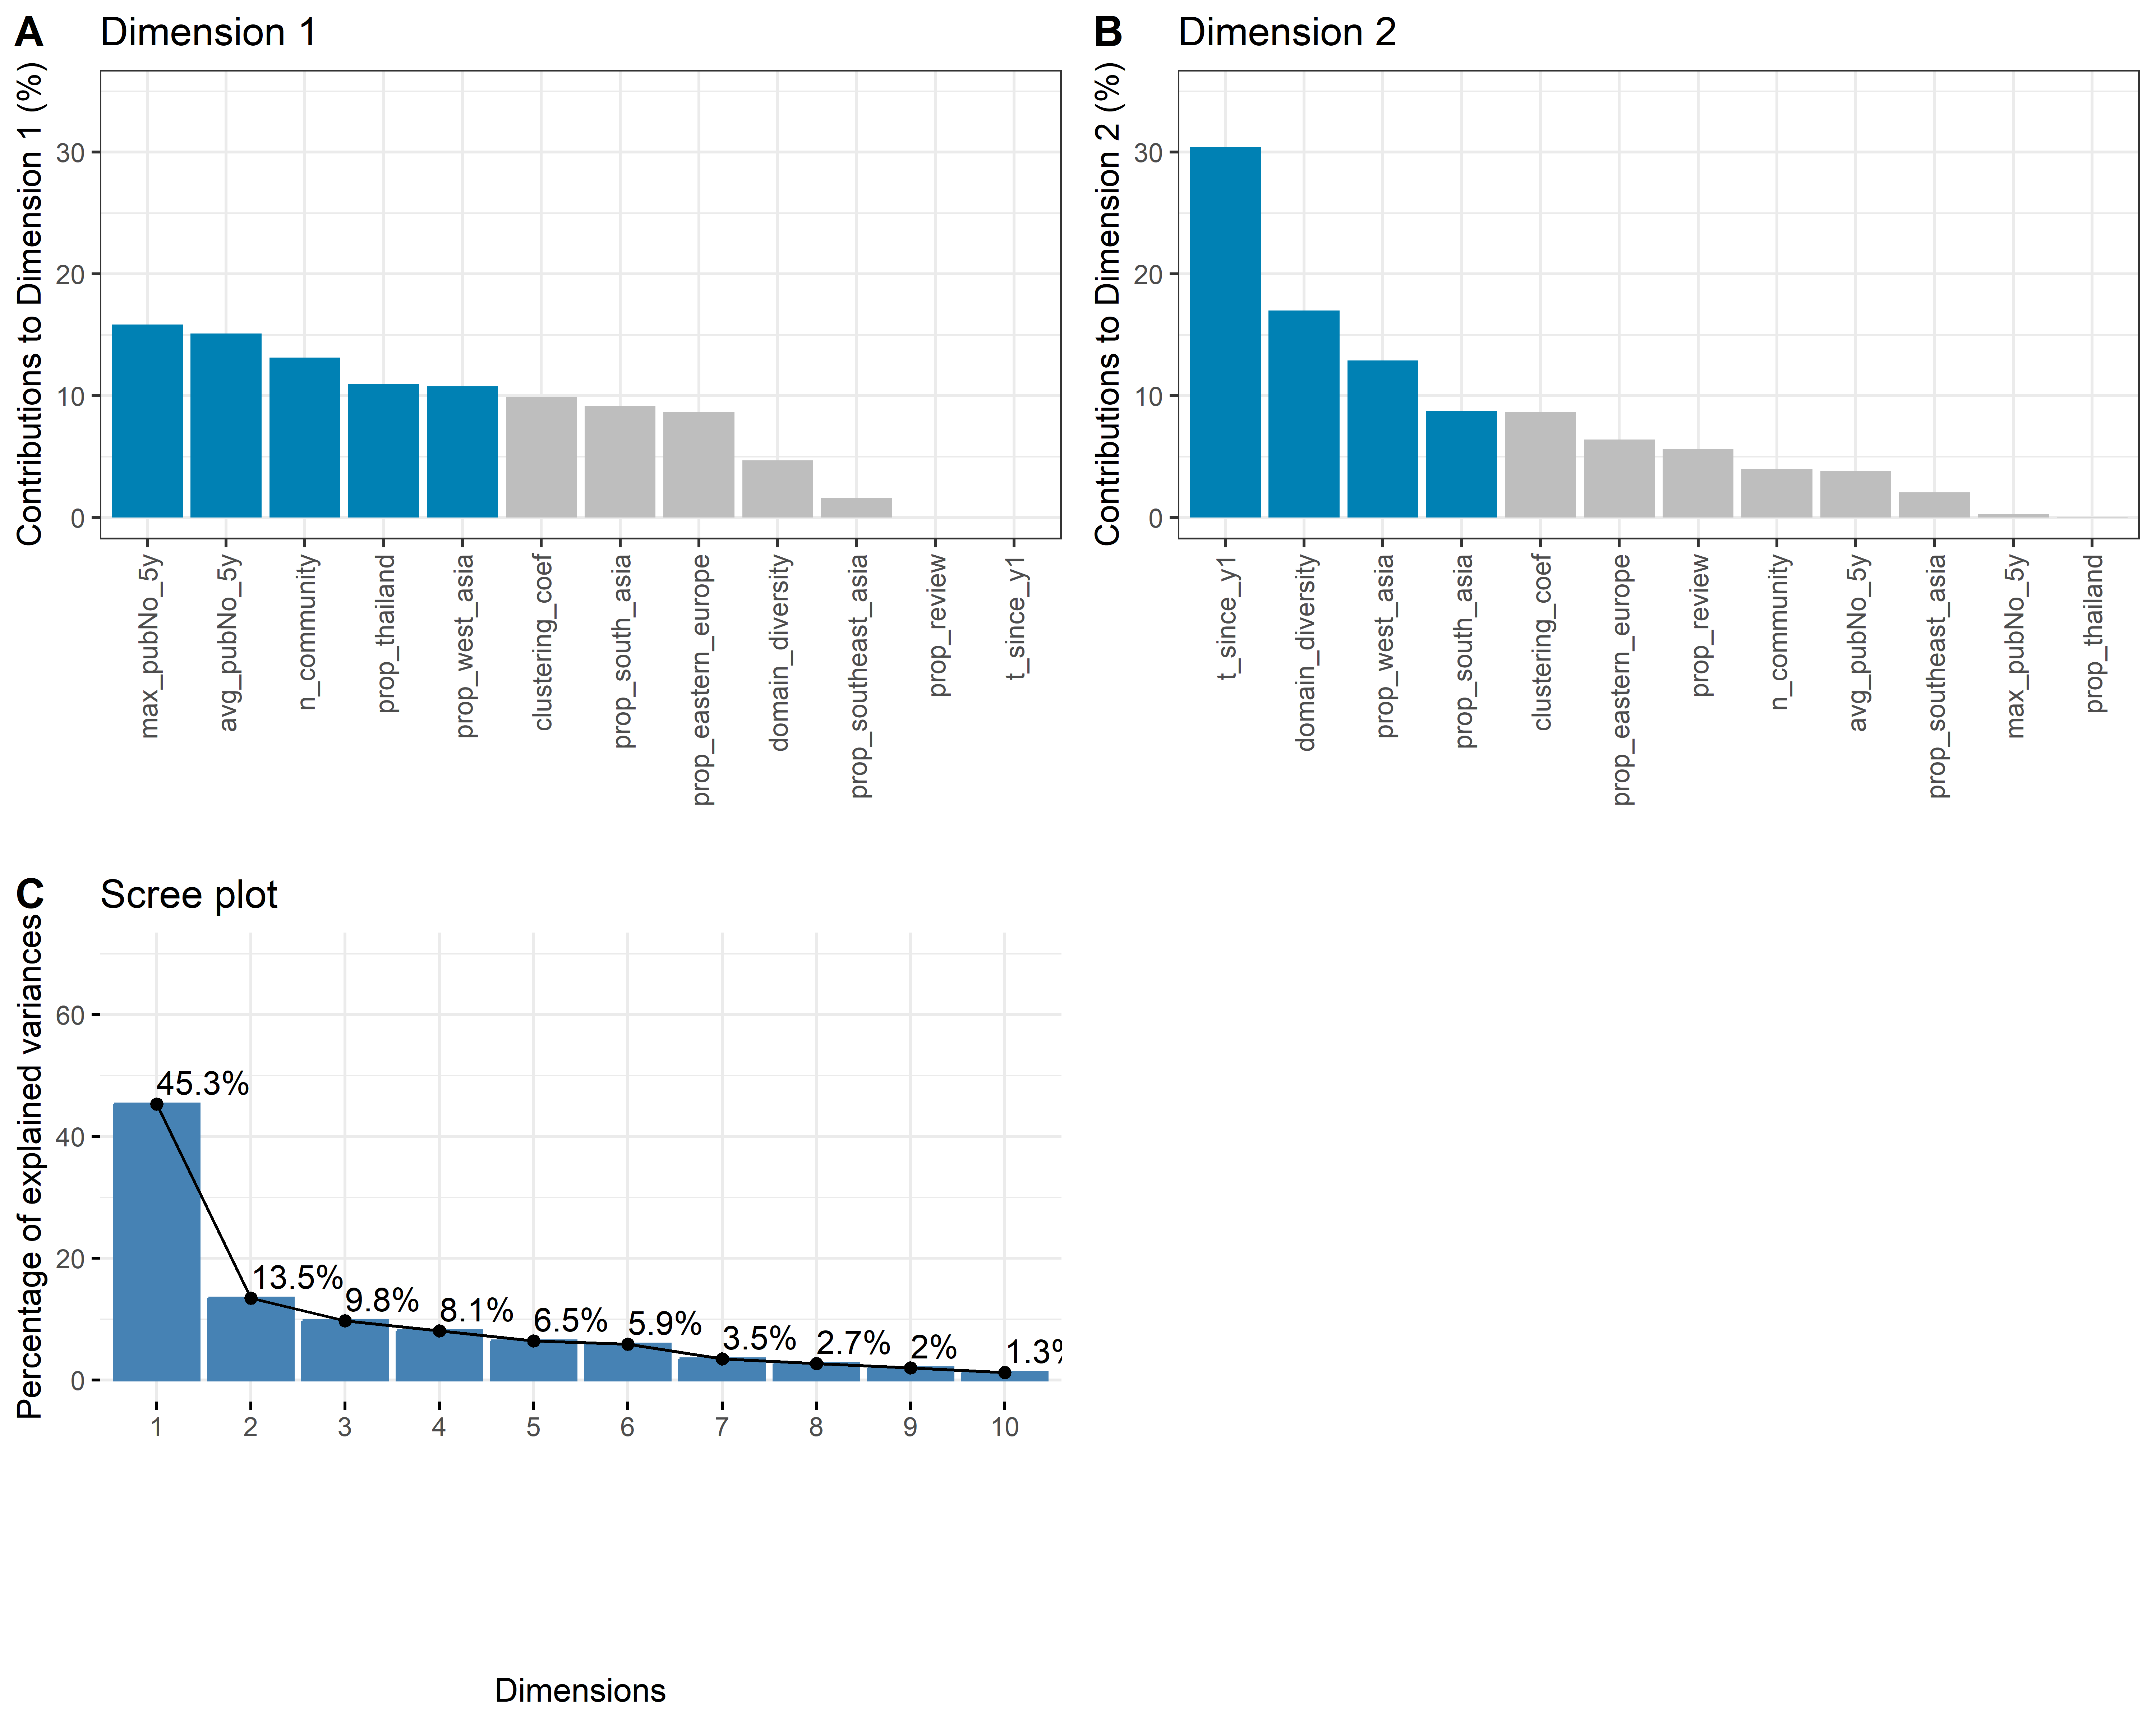 A
Dimension 1
Contributions to Dimension 1 (%)
30
20
10
0
max_pubNo_5y
avg_pubNo_5y
n_community
prop_thailand
prop_west_asia
clustering_coef
prop_south_asia
prop_eastern_europe
domain_diversity
prop_southeast_asia
prop_review
t_since_y1
B
Dimension 2
Contributions to Dimension 2 (%)
30
20
10
0
t_since_y1
domain_diversity
prop_west_asia
prop_south_asia
clustering_coef
prop_eastern_europe
prop_review
n_community
avg_pubNo_5y
prop_southeast_asia
max_pubNo_5y
prop_thailand
C
Scree plot
Percentage of explained variances
60
40
20
0
45.3%
13.5%
9.8%
8.1%
6.5%
5.9%
3.5%
2.7%
2%
1.3%
1 2 3 4 5 6 7 8 9 10
Dimensions